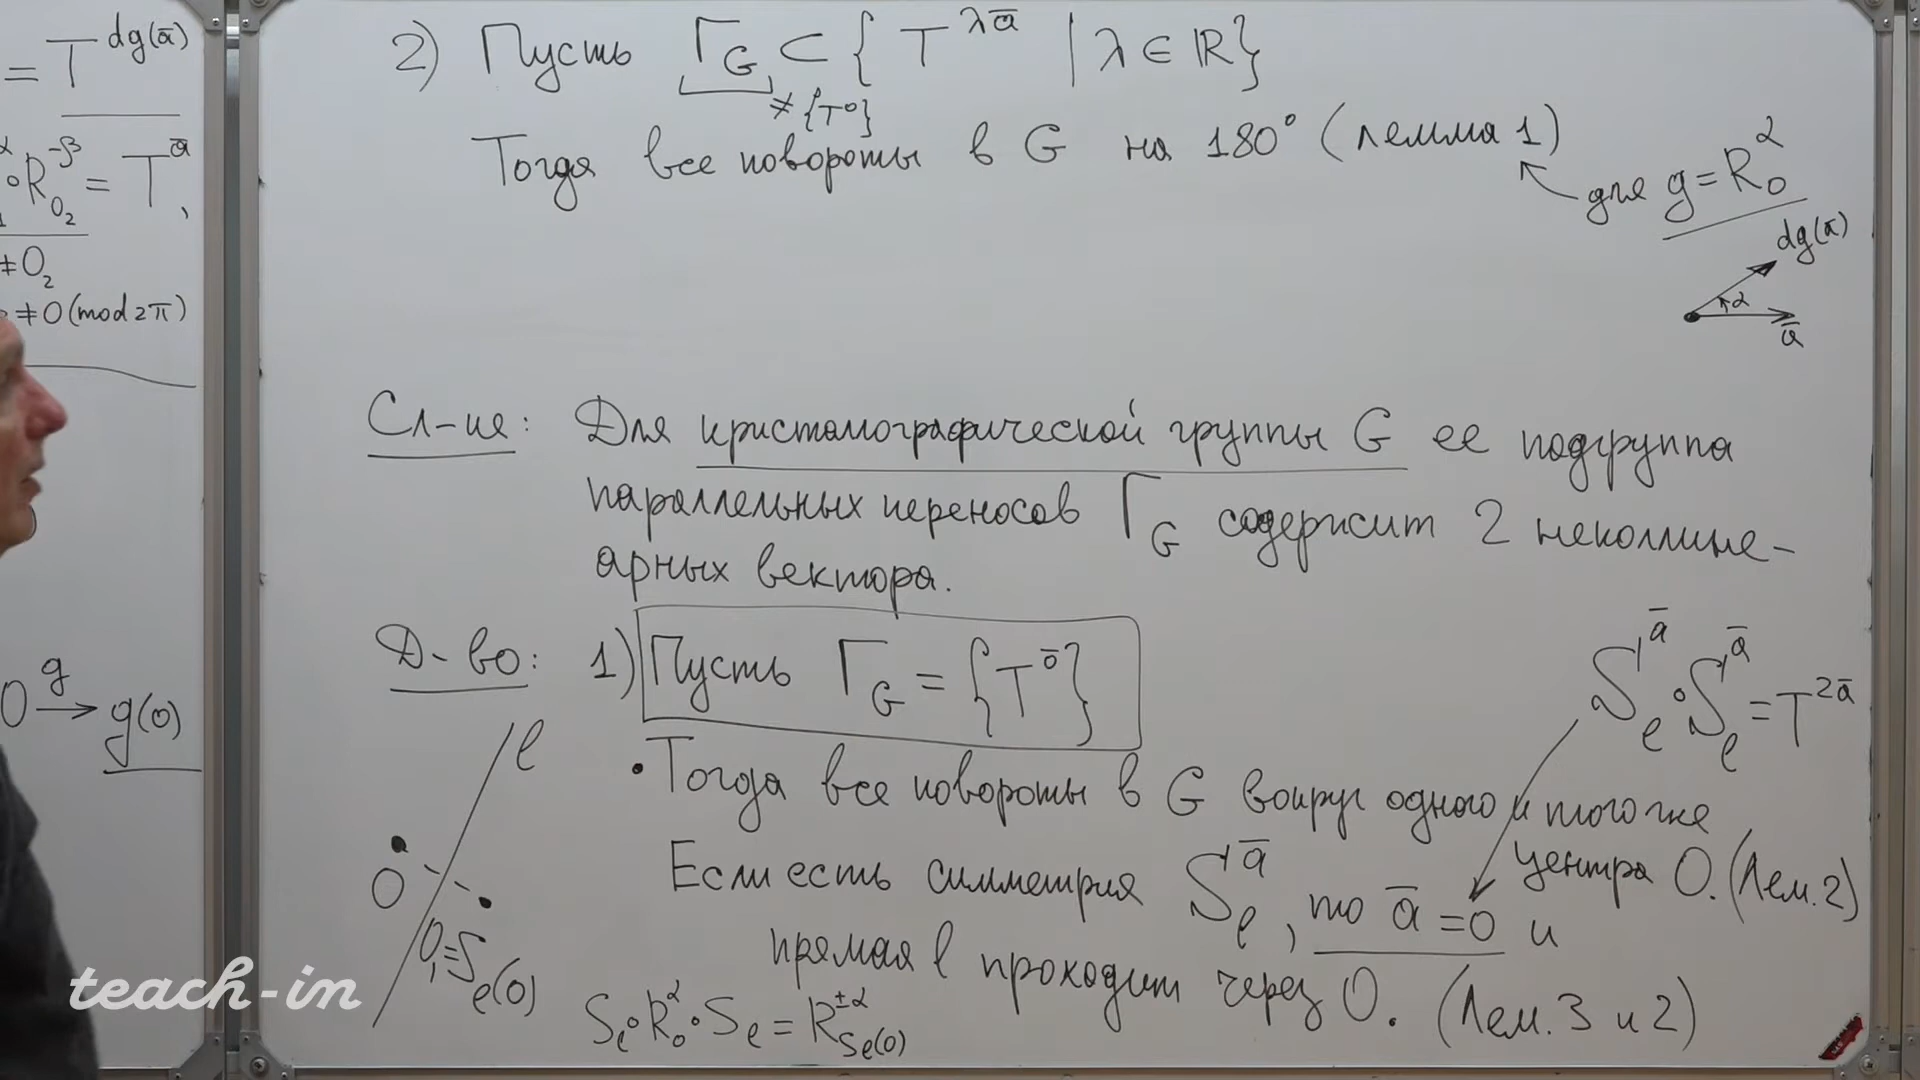 = T^{dg(ā)}
∘R_{O₂}^{-β} = T^ā,
≠O₂
≠0(mod 2π)
O →^g g(O)
2) Пусть Γ_G ⊂ { T^{λā} | λ ∈ ℝ}
≠ {T^0}
Тогда все повороты в G на 180° (лемма 1)
для g = R_O^α
dg(ā)
α
ā
Сл-ие: Для кристаллографической группы G ее подгруппа
параллельных переносов Γ_G содержит 2 неколлине-
арных вектора.
Д-во: 1) Пусть Γ_G = {T^ō}
S_ℓ^ā ∘ S_ℓ^ā = T^{2ā}
• Тогда все повороты в G вокруг одного и того же
центра O. (Лем. 2)
Если есть симметрия S_ℓ^ā, то ā = 0 и
прямая ℓ проходит через O. (Лем. 3 и 2)
ℓ
O
O₁=S_ℓ(O)
S_ℓ∘R_O^α∘S_ℓ = R_{S_ℓ(O)}^{±α}
teach-in